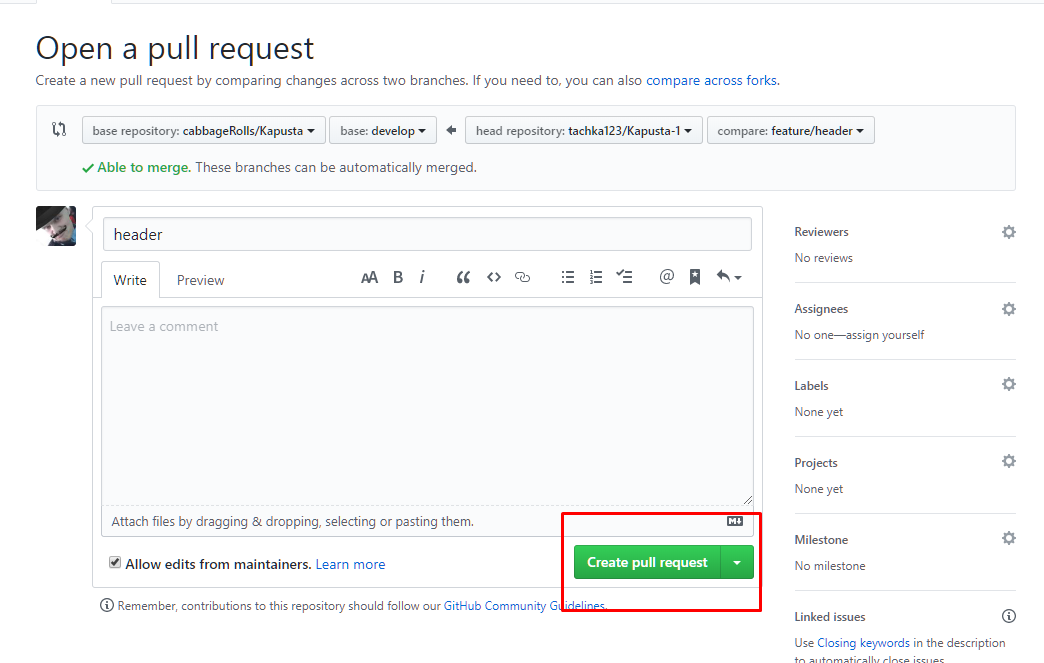 Open a pull request
Create a new pull request by comparing changes across two branches. If you need to, you can also compare across forks.
base repository: cabbageRolls/Kapusta base: develop head repository: tachka123/Kapusta-1 compare: feature/header
Able to merge. These branches can be automatically merged.
header
Write Preview AA B i @
Leave a comment
Attach files by dragging & dropping, selecting or pasting them.
Allow edits from maintainers. Learn more
Create pull request
Remember, contributions to this repository should follow our GitHub Community Guidelines.
Reviewers
No reviews
Assignees
No one—assign yourself
Labels
None yet
Projects
None yet
Milestone
No milestone
Linked issues
Use Closing keywords in the description
to automatically close issues